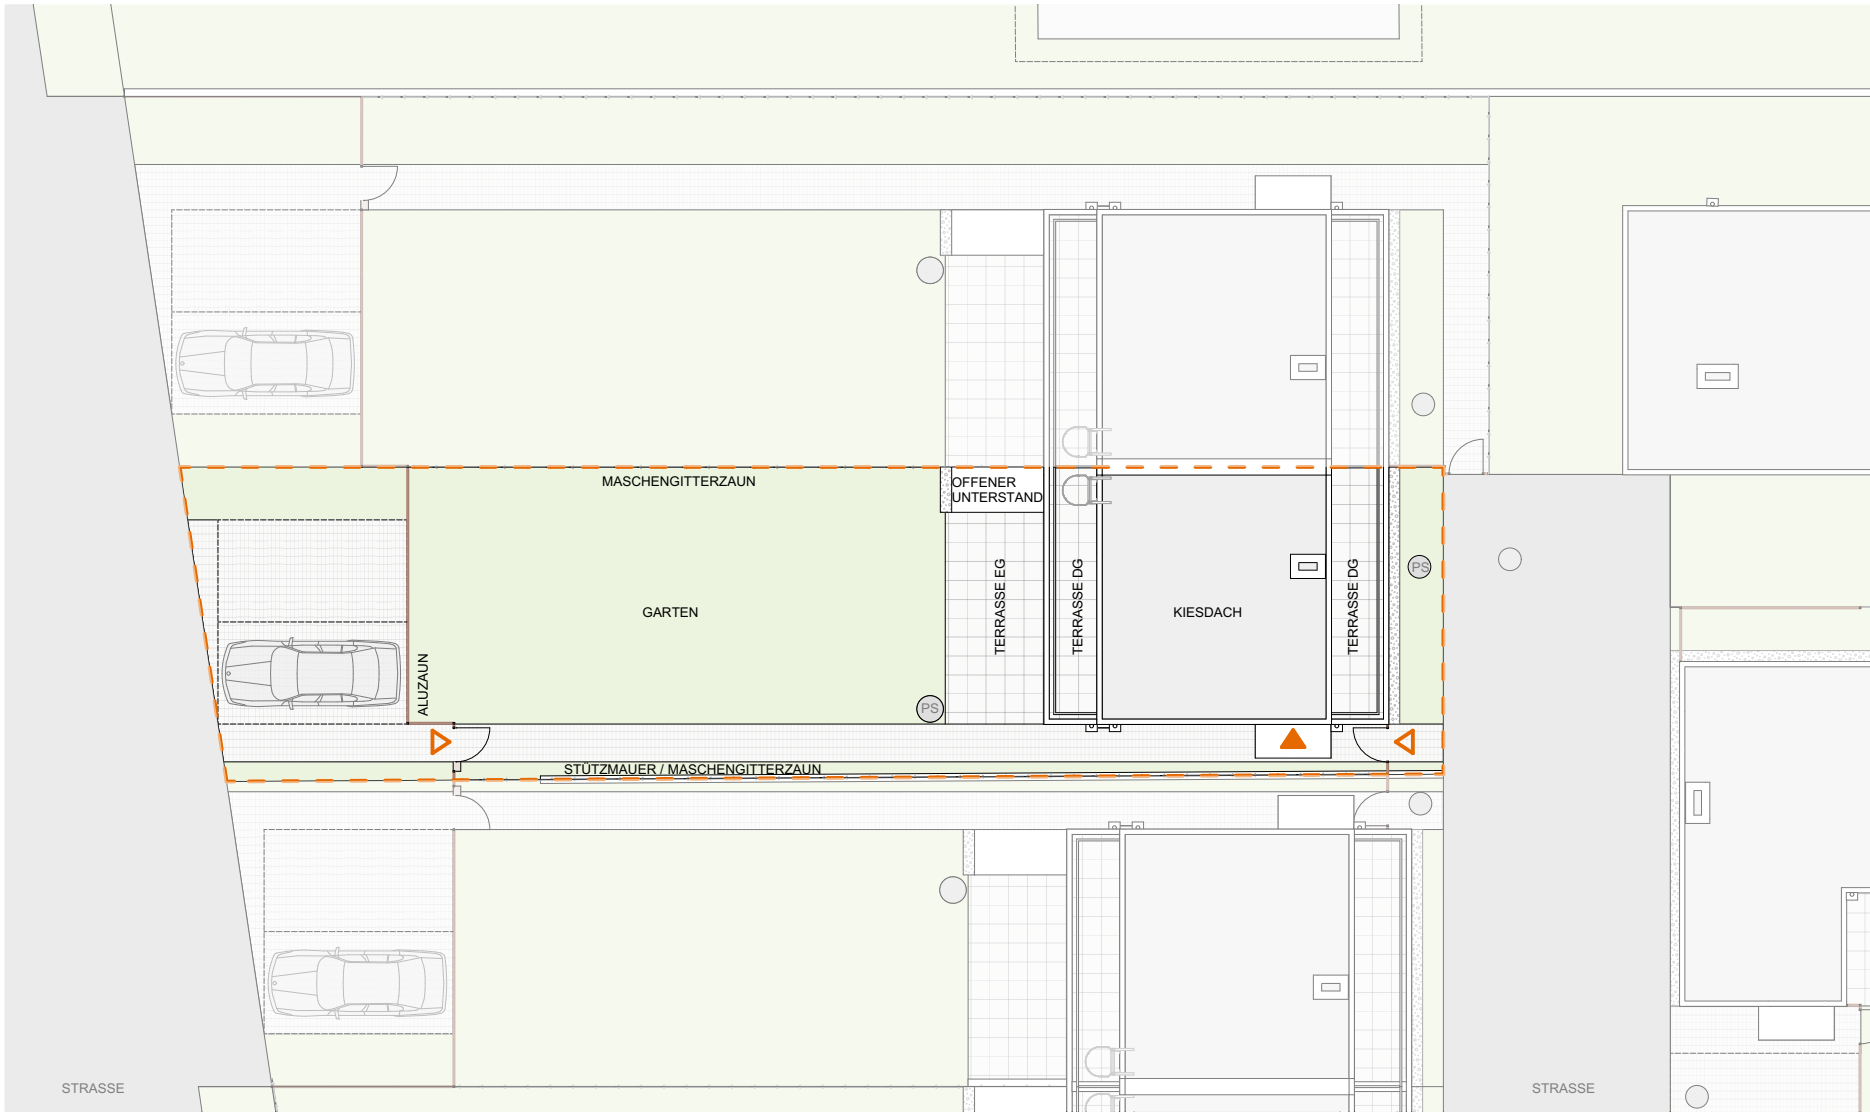 MASCHENGITTERZAUN
OFFENER
UNTERSTAND
TERRASSE EG
TERRASSE DG
KIESDACH
TERRASSE DG
PS
GARTEN
ALUZAUN
PS
STÜTZMAUER / MASCHENGITTERZAUN
STRASSE
STRASSE